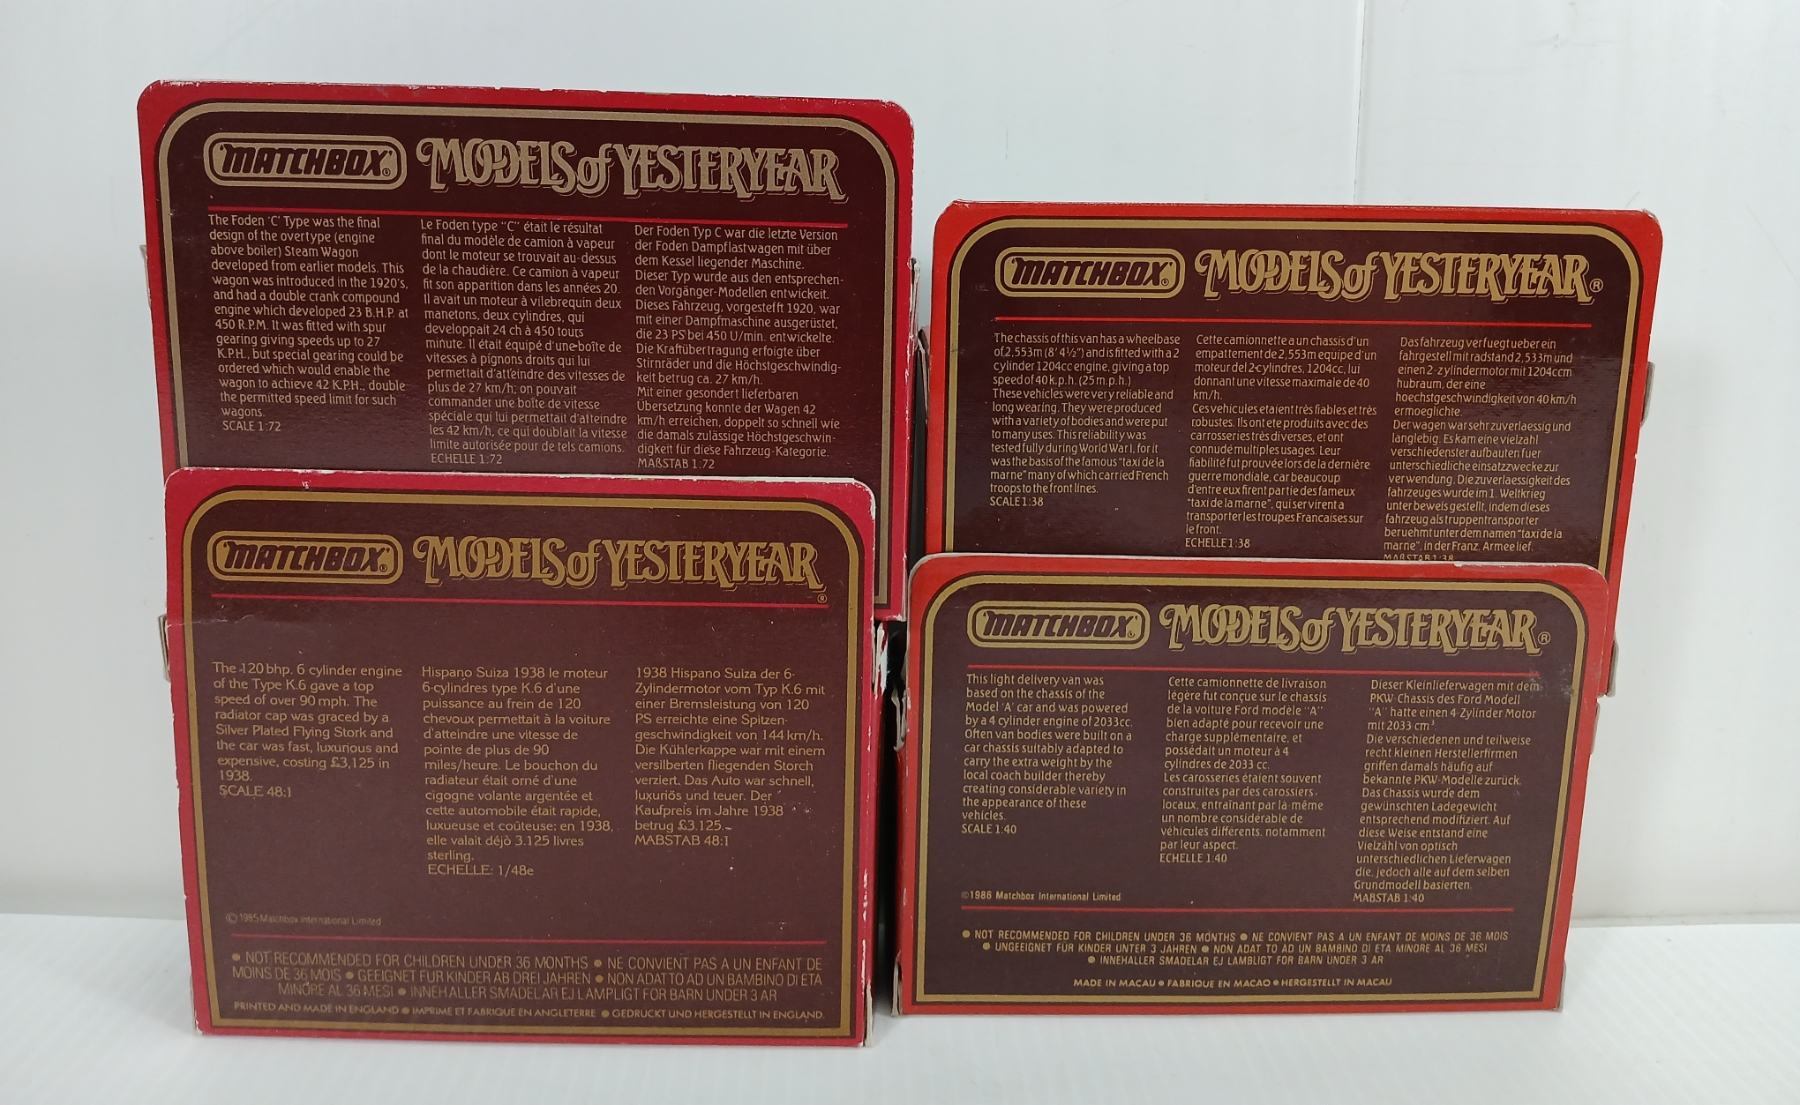 MATCHBOX MODELS of YESTERYEAR
The Foden 'C' Type was the final
design of the overtype (engine
above boiler) Steam Wagon
developed from earlier models. This
wagon was introduced in the 1920's,
and had a double crank compound
engine which developed 23 B.H.P. at
450 R.P.M. It was fitted with spur
gearing giving speeds up to 27
K.P.H., but special gearing could be
ordered which would enable the
wagon to achieve 42 K.P.H., double
the permitted speed limit for such
wagons.
SCALE 1:72
Le Foden type "C" était le résultat
final du modèle de camion à vapeur
dont le moteur se trouvait au-dessus
de la chaudière. Ce camion à vapeur
fit son apparition dans les années 20.
Il avait un moteur à vilebrequin deux
manetons, deux cylindres, qui
developpait 24 ch à 450 tours
minute. Il était équipé d'une boîte de
vitesses à pignons droits qui lui
permettait d'atteindre des vitesses de
plus de 27 km/h; on pouvait
commander une boîte de vitesse
spéciale qui lui permettait d'atteindre
les 42 km/h, ce qui doublait la vitesse
limite autorisée pour de tels camions.
ECHELLE 1:72
Der Foden Typ C war die letzte Version
der Foden Dampflastwagen mit über
dem Kessel liegender Maschine.
Dieser Typ wurde aus den entsprechen-
den Vorgänger-Modellen entwickeit.
Dieses Fahrzeug, vorgestefft 1920, war
mit einer Dampfmaschine ausgerüstet,
die 23 PS bei 450 U/min. entwickelte.
Die Kraftübertragung erfolgte über
Stirnräder und die Höchstgeschwindig-
keit betrug ca. 27 km/h.
Mit einer gesondert lieferbaren
Übersetzung konnte der Wagen 42
km/h erreichen, doppelt so schnell wie
die damals zulässige Höchstgeschwin-
digkeit für diese Fahrzeug-Kategorie.
MAßSTAB 1:72
MATCHBOX MODELS of YESTERYEAR®
The chassis of this van has a wheelbase
of 2,553m (8' 4½") and is fitted with a 2
cylinder 1204cc engine, giving a top
speed of 40 k.p.h. (25 m.p.h.)
These vehicles were very reliable and
long wearing. They were produced
with a variety of bodies and were put
to many uses. This reliability was
tested fully during World War I, for it
was the basis of the famous "taxi de la
marne" many of which carried French
troops to the front lines.
SCALE 1:38
Cette camionnette a un chassis d'un
empattement de 2,553m equipe d'un
moteur del 2-cylindres, 1204cc, lui
donnant une vitesse maximale de 40
km/h.
Ces vehicules etaient très fiables et très
robustes. Ils ont ete produits avec des
carrosseries très diverses, et ont
connu de multiples usages. Leur
fiabilité fut prouvée lors de la dernière
guerre mondiale, car beaucoup
d'entre eux firent partie des fameux
"taxi de la marne", qui servirent a
transporter les troupes Francaises sur
le front.
ECHELLE 1:38
Das fahrzeug verfuegt ueber ein
fahrgestell mit radstand 2,533m und
einen 2-zylindermotor mit 1204ccm
hubraum, der eine
hoechstgeschwindigkeit von 40 km/h
ermoeglichte.
Der wagen war sehr zuverlaessig und
langlebig. Es kam eine vielzahl
verschiedenster aufbauten fuer
unterschiedliche einsatzzwecke zur
verwendung. Die zuverlaessigkeit des
fahrzeuges wurde im 1. Weltkrieg
unter beweis gestellt, indem dieses
fahrzeug als truppentransporter
beruehmt unter dem namen "taxi de la
marne", in der Franz. Armee lief.
MAßSTAB 1:38
MATCHBOX MODELS of YESTERYEAR®
The 120 bhp. 6 cylinder engine
of the Type K.6 gave a top
speed of over 90 mph. The
radiator cap was graced by a
Silver Plated Flying Stork and
the car was fast, luxurious and
expensive, costing £3,125 in
1938.
SCALE 48:1
Hispano Suiza 1938 le moteur
6-cylindres type K.6 d'une
puissance au frein de 120
chevoux permettait à la voiture
d'atteindre une vitesse de
pointe de plus de 90
miles/heure. Le bouchon du
radiateur était orné d'une
cigogne volante argentée et
cette automobile était rapide,
luxueuse et coûteuse; en 1938,
elle valait déjò 3.125 livres
sterling.
ECHELLE: 1/48e
1938 Hispano Suiza der 6-
Zylindermotor vom Typ K.6 mit
einer Bremsleistung von 120
PS erreichte eine Spitzen-
geschwindigkeit von 144 km/h.
Die Kühlerkappe war mit einem
versilberten fliegenden Storch
verziert. Das Auto war schnell,
luxuriös und teuer. Der
Kaufpreis im Jahre 1938
betrug £3.125.-
MABSTAB 48:1
© 1985 Matchbox International Limited
● NOT RECOMMENDED FOR CHILDREN UNDER 36 MONTHS ● NE CONVIENT PAS A UN ENFANT DE
MOINS DE 36 MOIS ● GEEIGNET FUR KINDER AB DREI JAHREN ● NON ADATTO AD UN BAMBINO DI ETA
MINORE AL 36 MESI ● INNEHALLER SMADELAR EJ LAMPLIGT FOR BARN UNDER 3 AR
PRINTED AND MADE IN ENGLAND ● IMPRIME ET FABRIQUE EN ANGLETERRE ● GEDRUCKT UND HERGESTELLT IN ENGLAND.
MATCHBOX MODELS of YESTERYEAR®
This light delivery van was
based on the chassis of the
Model 'A' car and was powered
by a 4 cylinder engine of 2033cc.
Often van bodies were built on a
car chassis suitably adapted to
carry the extra weight by the
local coach builder thereby
creating considerable variety in
the appearance of these
vehicles.
SCALE 1:40
Cette camionnette de livraison
légère fut conçue sur le chassis
de la voiture Ford modèle "A"
bien adapté pour recevoir une
charge supplémentaire, et
possédait un moteur à 4
cylindres de 2033 cc.
Les carosseries étaient souvent
construites par des carossiers
locaux, entraînant par là-même
un nombre considérable de
véhicules différents, notamment
par leur aspect.
ECHELLE 1:40
Dieser Kleinlieferwagen mit dem
PKW-Chassis des Ford Modell
"A" hatte einen 4-Zylinder Motor
mit 2033 cm³.
Die verschiedenen und teilweise
recht kleinen Herstellerfirmen
griffen damals häufig auf
bekannte PKW-Modelle zurück.
Das Chassis wurde dem
gewünschten Ladegewicht
entsprechend modifiziert. Auf
diese Weise entstand eine
Vielzahl von optisch
unterschiedlichen Lieferwagen
die, jedoch alle auf dem selben
Grundmodell basierten.
MABSTAB 1:40
©1986 Matchbox International Limited
● NOT RECOMMENDED FOR CHILDREN UNDER 36 MONTHS ● NE CONVIENT PAS A UN ENFANT DE MOINS DE 36 MOIS
● UNGEEIGNET FÜR KINDER UNTER 3 JAHREN ● NON ADAT TO AD UN BAMBINO DI ETA MINORE AL 36 MESI
● INNEHALLER SMADELAR EJ LAMBLIGT FOR BARN UNDER 3 AR
MADE IN MACAU ● FABRIQUE EN MACAO ● HERGESTELLT IN MACAU